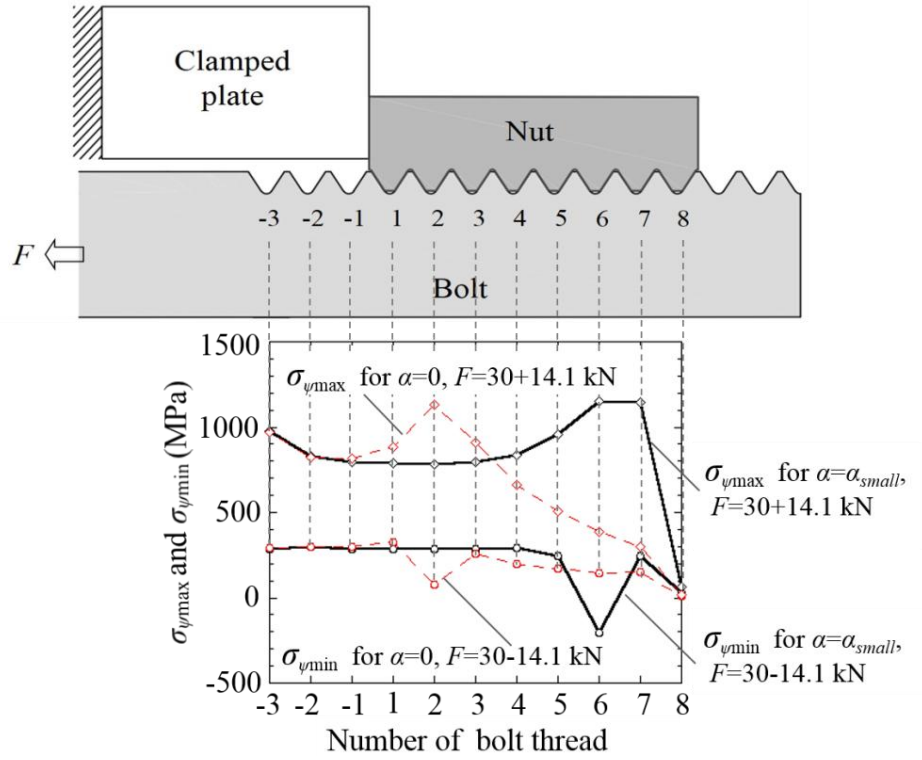 Clamped
plate
Nut
-3 -2 -1 1 2 3 4 5 6 7 8
F
Bolt
1500
1000
500
0
-500
σψmax and σψmin (MPa)
σψmax for α=0, F=30+14.1 kN
σψmax for α=αsmall,
F=30+14.1 kN
σψmin for α=0, F=30-14.1 kN
σψmin for α=αsmall,
F=30-14.1 kN
-3 -2 -1 1 2 3 4 5 6 7 8
Number of bolt thread